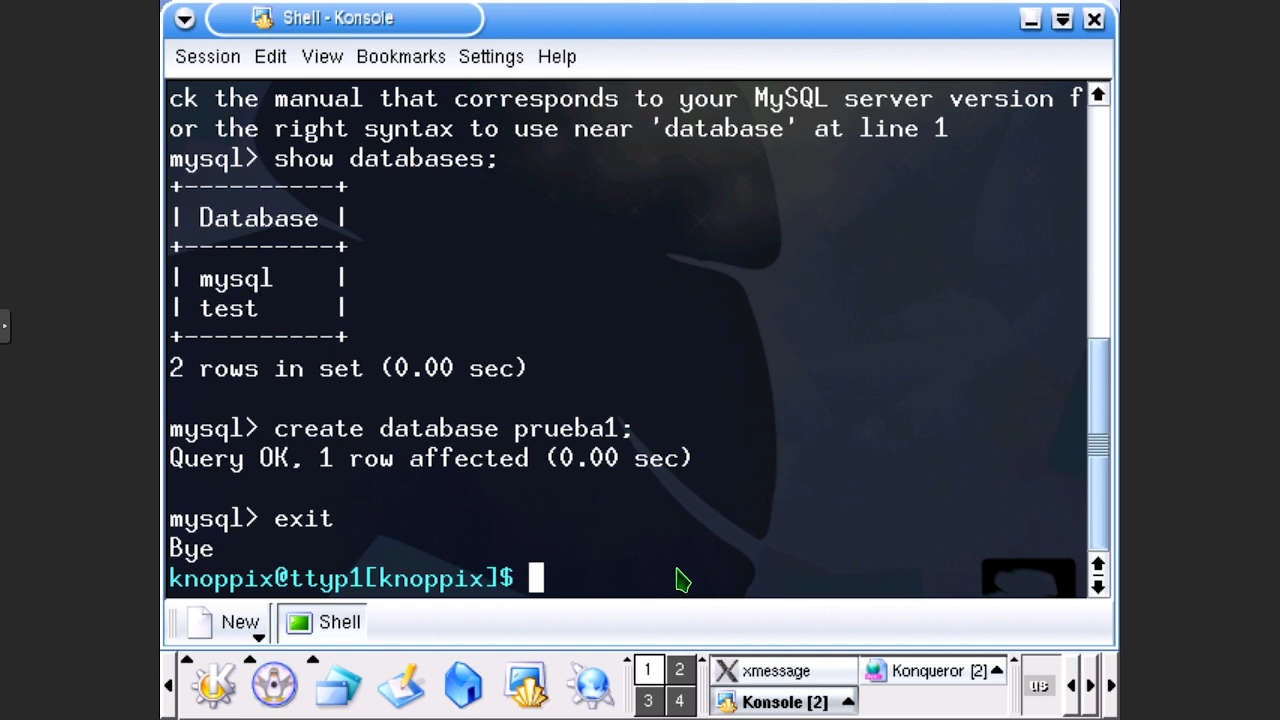 Shell - Konsole
Session Edit View Bookmarks Settings Help
ck the manual that corresponds to your MySQL server version f
or the right syntax to use near 'database' at line 1
mysql> show databases;
+----------+
| Database |
+----------+
| mysql    |
| test     |
+----------+
2 rows in set (0.00 sec)
mysql> create database prueba1;
Query OK, 1 row affected (0.00 sec)
mysql> exit
Bye
knoppix@ttyp1[knoppix]$
New Shell
1 2 xmessage Konqueror [2]
us
3 4 Konsole [2]